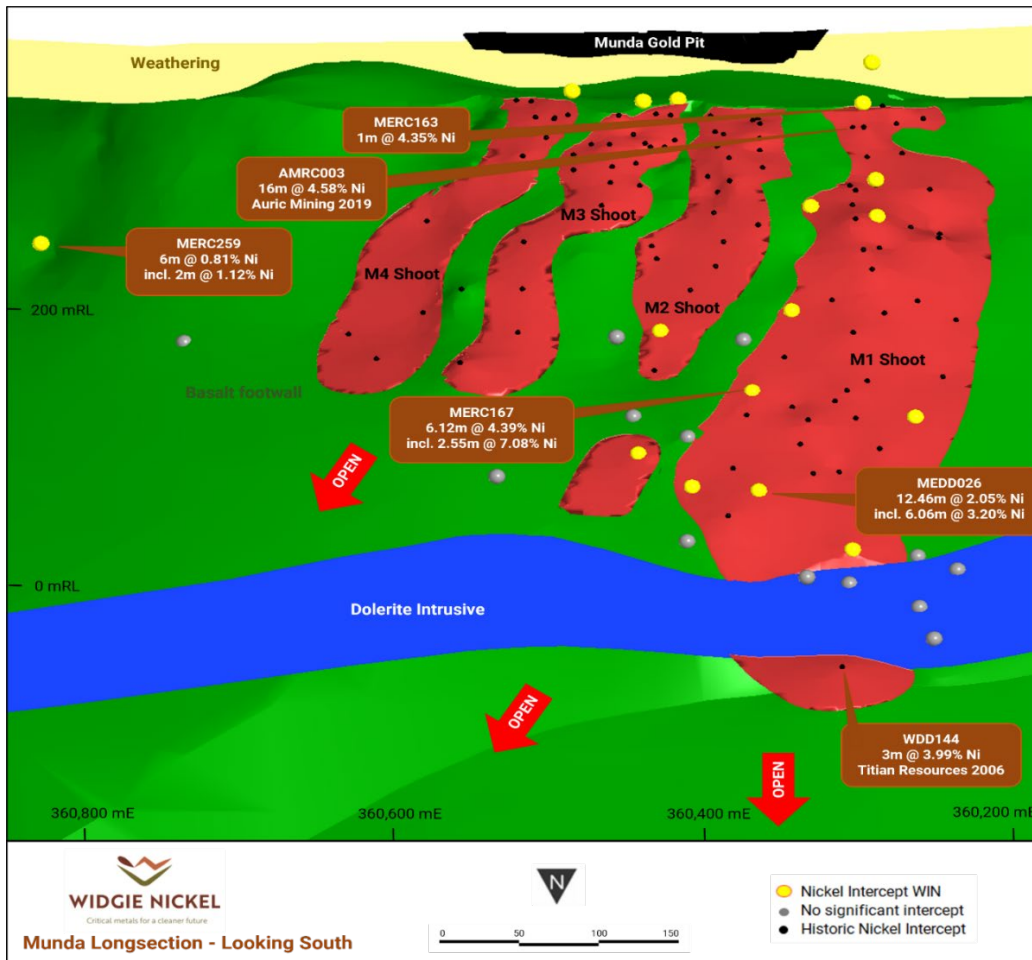 Munda Gold Pit
Weathering
MERC163
1m @ 4.35% Ni
AMRC003
16m @ 4.58% Ni
Auric Mining 2019
M3 Shoot
MERC259
6m @ 0.81% Ni
incl. 2m @ 1.12% Ni
M4 Shoot
200 mRL
M2 Shoot
M1 Shoot
Basalt footwall
MERC167
6.12m @ 4.39% Ni
incl. 2.55m @ 7.08% Ni
OPEN
MEDD026
12.46m @ 2.05% Ni
incl. 6.06m @ 3.20% Ni
0 mRL
Dolerite Intrusive
OPEN
WDD144
3m @ 3.99% Ni
Titian Resources 2006
OPEN
360,800 mE
360,600 mE
360,400 mE
360,200 mE
WIDGIE NICKEL
Critical metals for a cleaner future
Munda Longsection - Looking South
N
0 50 100 150
Nickel Intercept WIN
No significant intercept
Historic Nickel Intercept